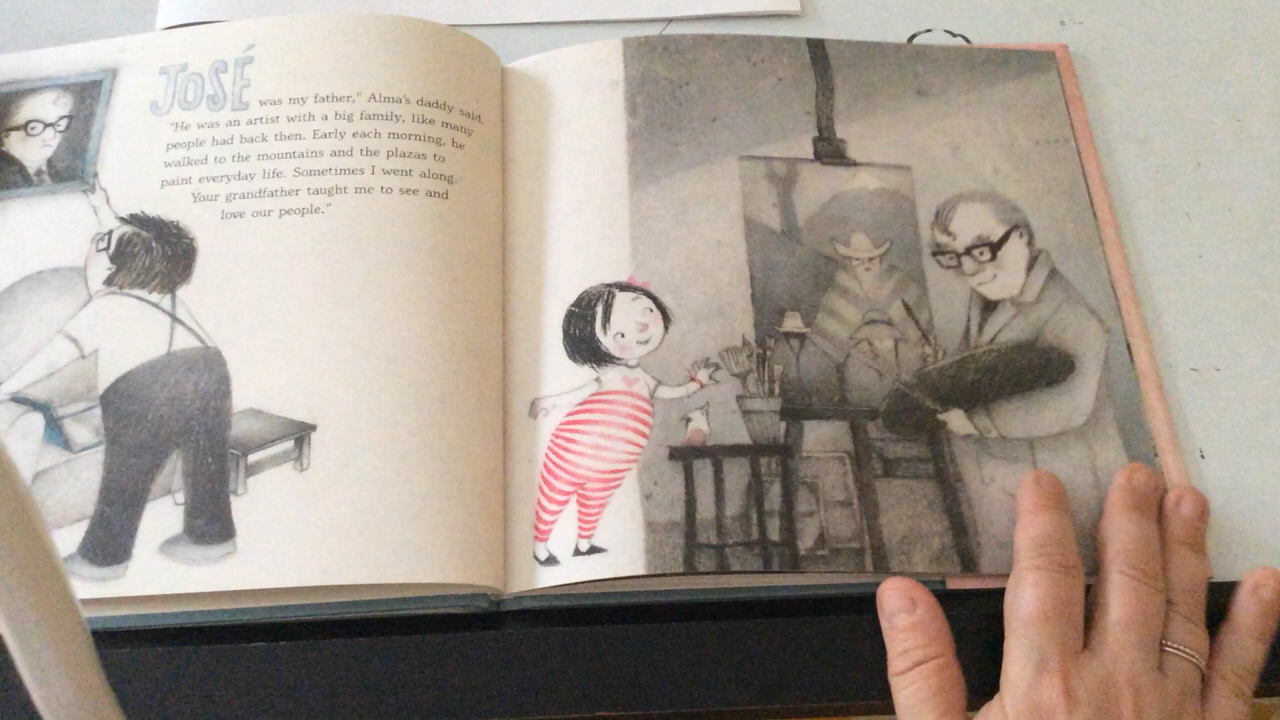 JOSÉ was my father," Alma's daddy said.
"He was an artist with a big family, like many
people had back then. Early each morning, he
walked to the mountains and the plazas to
paint everyday life. Sometimes I went along.
Your grandfather taught me to see and
love our people."